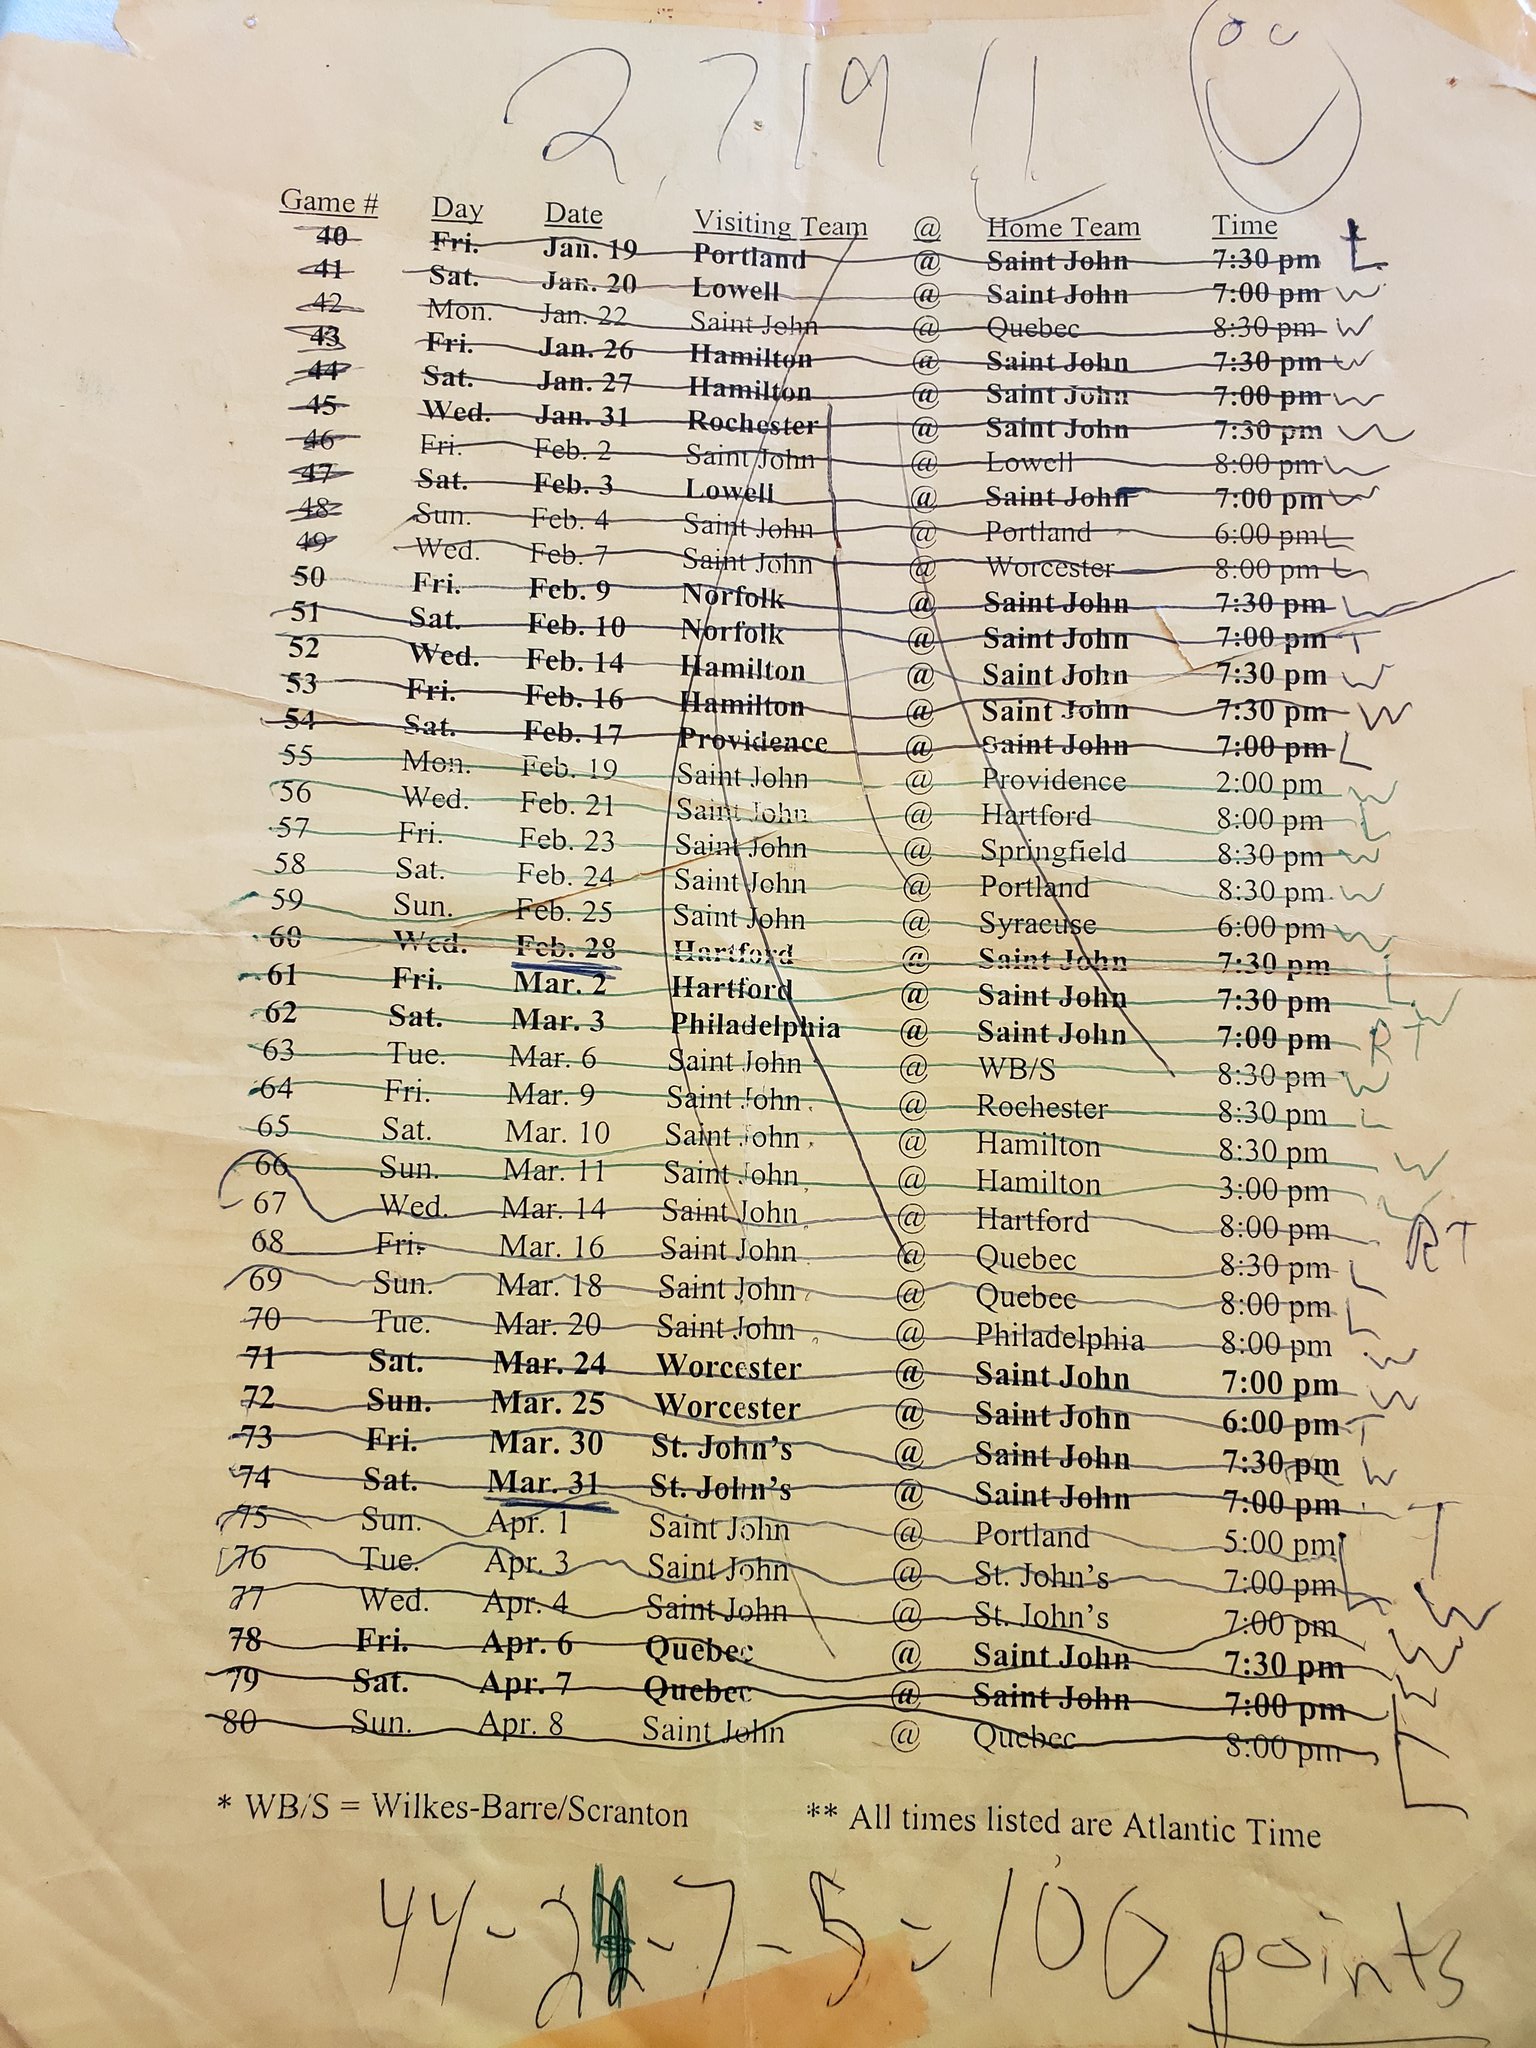 2,719 !!
Game # Day Date Visiting Team @ Home Team Time
40 Fri. Jan. 19 Portland @ Saint John 7:30 pm L
41 Sat. Jan. 20 Lowell @ Saint John 7:00 pm W
42 Mon. Jan. 22 Saint John @ Quebec 8:30 pm W
43 Fri. Jan. 26 Hamilton @ Saint John 7:30 pm W
44 Sat. Jan. 27 Hamilton @ Saint John 7:00 pm W
45 Wed. Jan. 31 Rochester @ Saint John 7:30 pm W
46 Fri. Feb. 2 Saint John @ Lowell 8:00 pm W
47 Sat. Feb. 3 Lowell @ Saint John 7:00 pm W
48 Sun. Feb. 4 Saint John @ Portland 6:00 pm L
49 Wed. Feb. 7 Saint John @ Worcester 8:00 pm L
50 Fri. Feb. 9 Norfolk @ Saint John 7:30 pm W
51 Sat. Feb. 10 Norfolk @ Saint John 7:00 pm T
52 Wed. Feb. 14 Hamilton @ Saint John 7:30 pm W
53 Fri. Feb. 16 Hamilton @ Saint John 7:30 pm W
54 Sat. Feb. 17 Providence @ Saint John 7:00 pm L
55 Mon. Feb. 19 Saint John @ Providence 2:00 pm W
56 Wed. Feb. 21 Saint John @ Hartford 8:00 pm L
57 Fri. Feb. 23 Saint John @ Springfield 8:30 pm W
58 Sat. Feb. 24 Saint John @ Portland 8:30 pm W
59 Sun. Feb. 25 Saint John @ Syracuse 6:00 pm W
60 Wed. Feb. 28 Hartford @ Saint John 7:30 pm L
61 Fri. Mar. 2 Hartford @ Saint John 7:30 pm W
62 Sat. Mar. 3 Philadelphia @ Saint John 7:00 pm RT
63 Tue. Mar. 6 Saint John @ WB/S 8:30 pm W
64 Fri. Mar. 9 Saint John @ Rochester 8:30 pm L
65 Sat. Mar. 10 Saint John @ Hamilton 8:30 pm W
66 Sun. Mar. 11 Saint John @ Hamilton 3:00 pm W
67 Wed. Mar. 14 Saint John @ Hartford 8:00 pm RT
68 Fri. Mar. 16 Saint John @ Quebec 8:30 pm L
69 Sun. Mar. 18 Saint John @ Quebec 8:00 pm L
70 Tue. Mar. 20 Saint John @ Philadelphia 8:00 pm W
71 Sat. Mar. 24 Worcester @ Saint John 7:00 pm W
72 Sun. Mar. 25 Worcester @ Saint John 6:00 pm T
73 Fri. Mar. 30 St. John's @ Saint John 7:30 pm W
74 Sat. Mar. 31 St. John's @ Saint John 7:00 pm T
75 Sun. Apr. 1 Saint John @ Portland 5:00 pm L
76 Tue. Apr. 3 Saint John @ St. John's 7:00 pm W
77 Wed. Apr. 4 Saint John @ St. John's 7:00 pm W
78 Fri. Apr. 6 Quebec @ Saint John 7:30 pm W
79 Sat. Apr. 7 Quebec @ Saint John 7:00 pm
80 Sun. Apr. 8 Saint John @ Quebec 8:00 pm L
* WB/S = Wilkes-Barre/Scranton ** All times listed are Atlantic Time
44-22-7-5=100 points